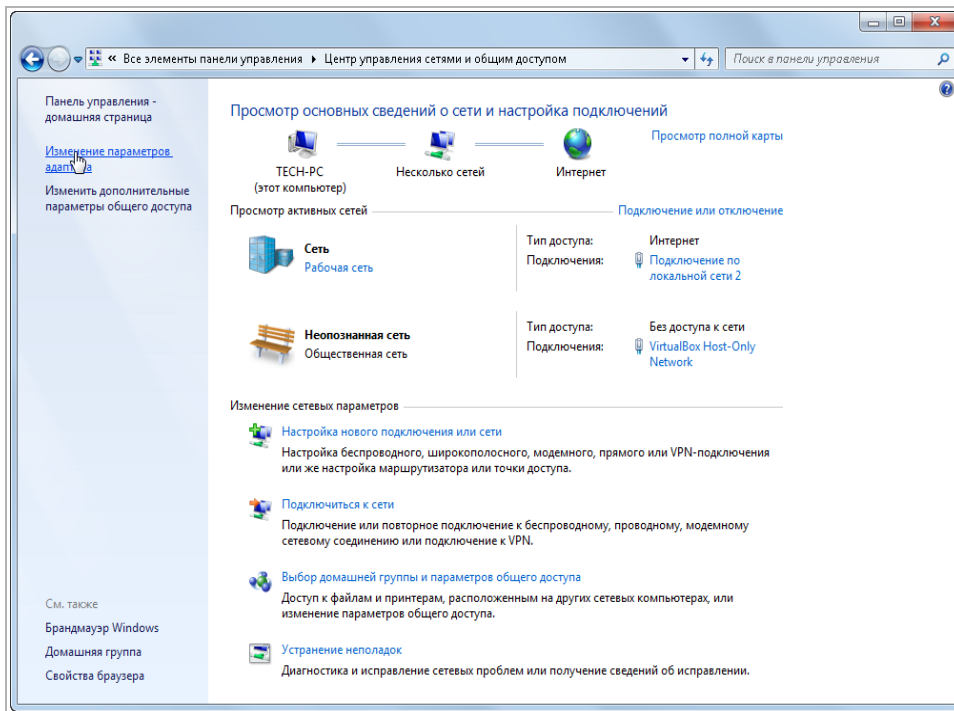 « Все элементы панели управления ▸ Центр управления сетями и общим доступом
Поиск в панели управления
Панель управления -
домашняя страница
Изменение параметров
адаптера
Изменить дополнительные
параметры общего доступа
Просмотр основных сведений о сети и настройка подключений
Просмотр полной карты
TECH-PC
(этот компьютер)
Несколько сетей
Интернет
Просмотр активных сетей
Подключение или отключение
Сеть
Рабочая сеть
Тип доступа: Интернет
Подключения: Подключение по
локальной сети 2
Неопознанная сеть
Общественная сеть
Тип доступа: Без доступа к сети
Подключения: VirtualBox Host-Only
Network
Изменение сетевых параметров
Настройка нового подключения или сети
Настройка беспроводного, широкополосного, модемного, прямого или VPN-подключения
или же настройка маршрутизатора или точки доступа.
Подключиться к сети
Подключение или повторное подключение к беспроводному, проводному, модемному
сетевому соединению или подключение к VPN.
Выбор домашней группы и параметров общего доступа
Доступ к файлам и принтерам, расположенным на других сетевых компьютерах, или
изменение параметров общего доступа.
Устранение неполадок
Диагностика и исправление сетевых проблем или получение сведений об исправлении.
См. также
Брандмауэр Windows
Домашняя группа
Свойства браузера